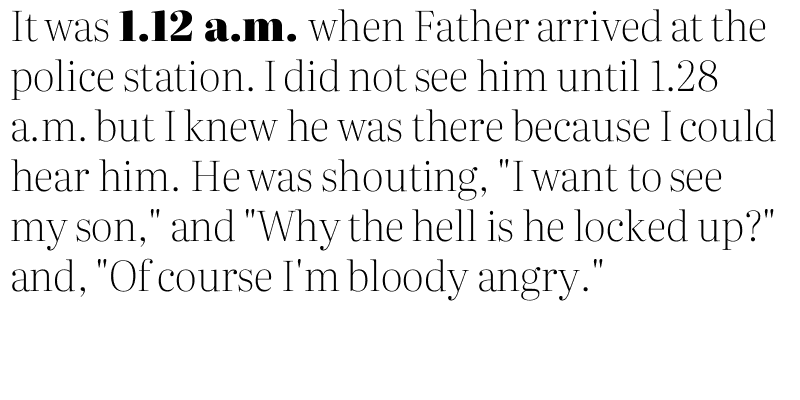 It was 1.12 a.m. when Father arrived at the
police station. I did not see him until 1.28
a.m. but I knew he was there because I could
hear him. He was shouting, "I want to see
my son," and "Why the hell is he locked up?"
and, "Of course I'm bloody angry."